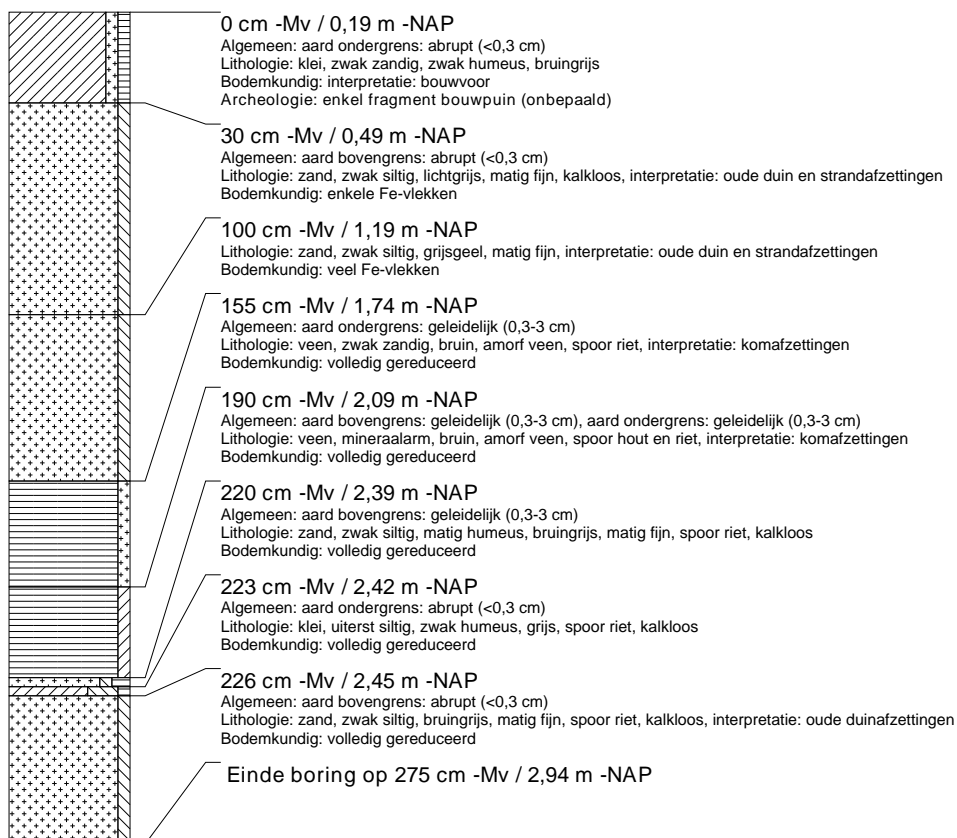 0 cm -Mv / 0,19 m -NAP
Algemeen: aard ondergrens: abrupt (<0,3 cm)
Lithologie: klei, zwak zandig, zwak humeus, bruingrijs
Bodemkundig: interpretatie: bouwvoor
Archeologie: enkel fragment bouwpuin (onbepaald)
30 cm -Mv / 0,49 m -NAP
Algemeen: aard bovengrens: abrupt (<0,3 cm)
Lithologie: zand, zwak siltig, lichtgrijs, matig fijn, kalkloos, interpretatie: oude duin en strandafzettingen
Bodemkundig: enkele Fe-vlekken
100 cm -Mv / 1,19 m -NAP
Lithologie: zand, zwak siltig, grijsgeel, matig fijn, interpretatie: oude duin en strandafzettingen
Bodemkundig: veel Fe-vlekken
155 cm -Mv / 1,74 m -NAP
Algemeen: aard ondergrens: geleidelijk (0,3-3 cm)
Lithologie: veen, zwak zandig, bruin, amorf veen, spoor riet, interpretatie: komafzettingen
Bodemkundig: volledig gereduceerd
190 cm -Mv / 2,09 m -NAP
Algemeen: aard bovengrens: geleidelijk (0,3-3 cm), aard ondergrens: geleidelijk (0,3-3 cm)
Lithologie: veen, mineraalarm, bruin, amorf veen, spoor hout en riet, interpretatie: komafzettingen
Bodemkundig: volledig gereduceerd
220 cm -Mv / 2,39 m -NAP
Algemeen: aard bovengrens: geleidelijk (0,3-3 cm)
Lithologie: zand, zwak siltig, matig humeus, bruingrijs, matig fijn, spoor riet, kalkloos
Bodemkundig: volledig gereduceerd
223 cm -Mv / 2,42 m -NAP
Algemeen: aard ondergrens: abrupt (<0,3 cm)
Lithologie: klei, uiterst siltig, zwak humeus, grijs, spoor riet, kalkloos
Bodemkundig: volledig gereduceerd
226 cm -Mv / 2,45 m -NAP
Algemeen: aard bovengrens: abrupt (<0,3 cm)
Lithologie: zand, zwak siltig, bruingrijs, matig fijn, spoor riet, kalkloos, interpretatie: oude duinafzettingen
Bodemkundig: volledig gereduceerd
Einde boring op 275 cm -Mv / 2,94 m -NAP